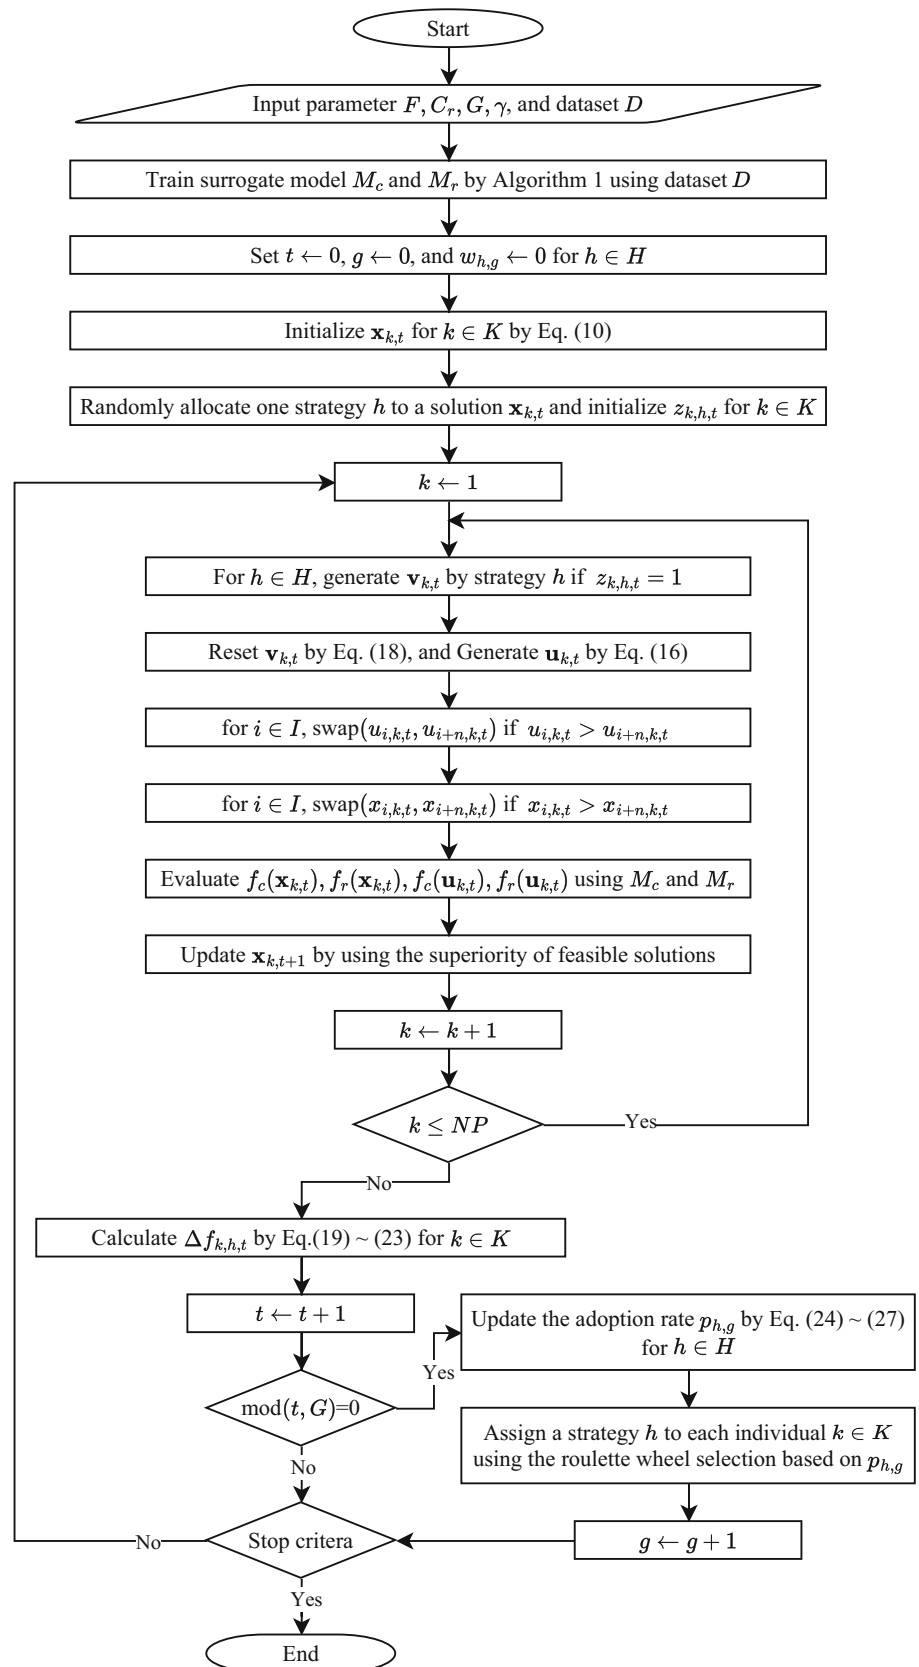 Start
Input parameter F, C_r, G, γ, and dataset D
Train surrogate model M_c and M_r by Algorithm 1 using dataset D
Set t ← 0, g ← 0, and w_{h,g} ← 0 for h ∈ H
Initialize x_{k,t} for k ∈ K by Eq. (10)
Randomly allocate one strategy h to a solution x_{k,t} and initialize z_{k,h,t} for k ∈ K
k ← 1
For h ∈ H, generate v_{k,t} by strategy h if z_{k,h,t} = 1
Reset v_{k,t} by Eq. (18), and Generate u_{k,t} by Eq. (16)
for i ∈ I, swap(u_{i,k,t}, u_{i+n,k,t}) if u_{i,k,t} > u_{i+n,k,t}
for i ∈ I, swap(x_{i,k,t}, x_{i+n,k,t}) if x_{i,k,t} > x_{i+n,k,t}
Evaluate f_c(x_{k,t}), f_r(x_{k,t}), f_c(u_{k,t}), f_r(u_{k,t}) using M_c and M_r
Update x_{k,t+1} by using the superiority of feasible solutions
k ← k + 1
k ≤ NP
Yes
No
Calculate Δf_{k,h,t} by Eq.(19) ~ (23) for k ∈ K
t ← t + 1
mod(t, G)=0
Yes
Update the adoption rate p_{h,g} by Eq. (24) ~ (27)
for h ∈ H
Assign a strategy h to each individual k ∈ K
using the roulette wheel selection based on p_{h,g}
g ← g + 1
No
Stop critera
No
Yes
End